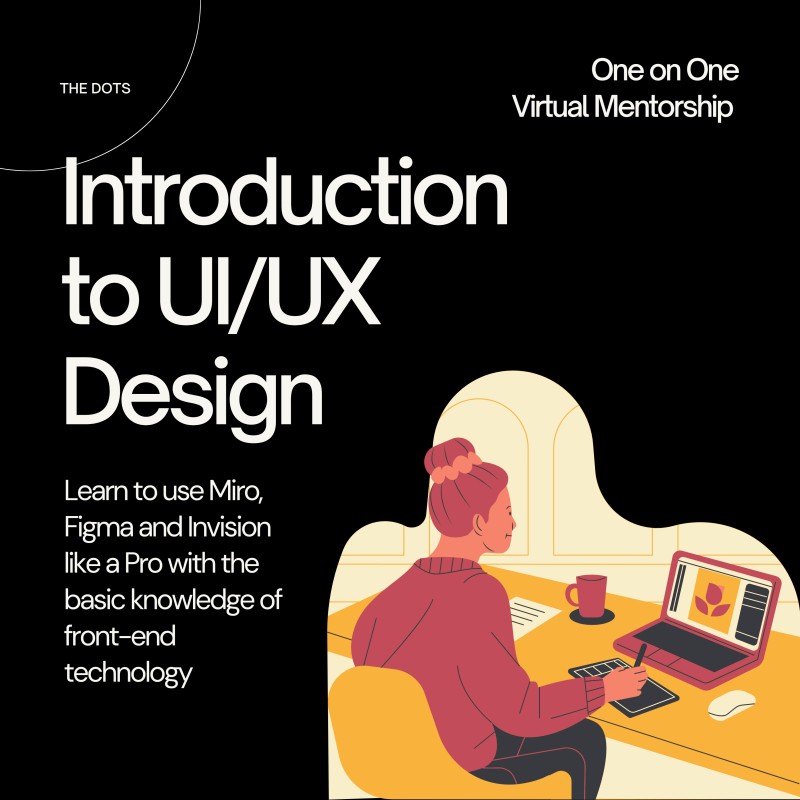 THE DOTS
One on One
Virtual Mentorship
Introduction
to UI/UX
Design
Learn to use Miro,
Figma and Invision
like a Pro with the
basic knowledge of
front-end
technology